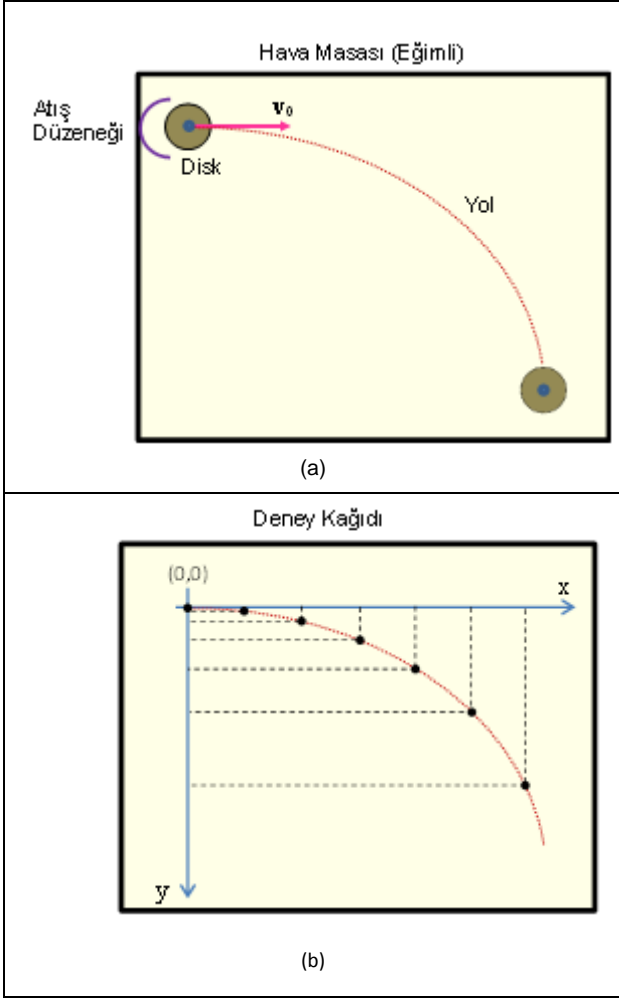 Hava Masası (Eğimli)
Atış
Düzeneği
v₀
Disk
Yol
(a)
Deney Kağıdı
(0,0)
x
y
(b)